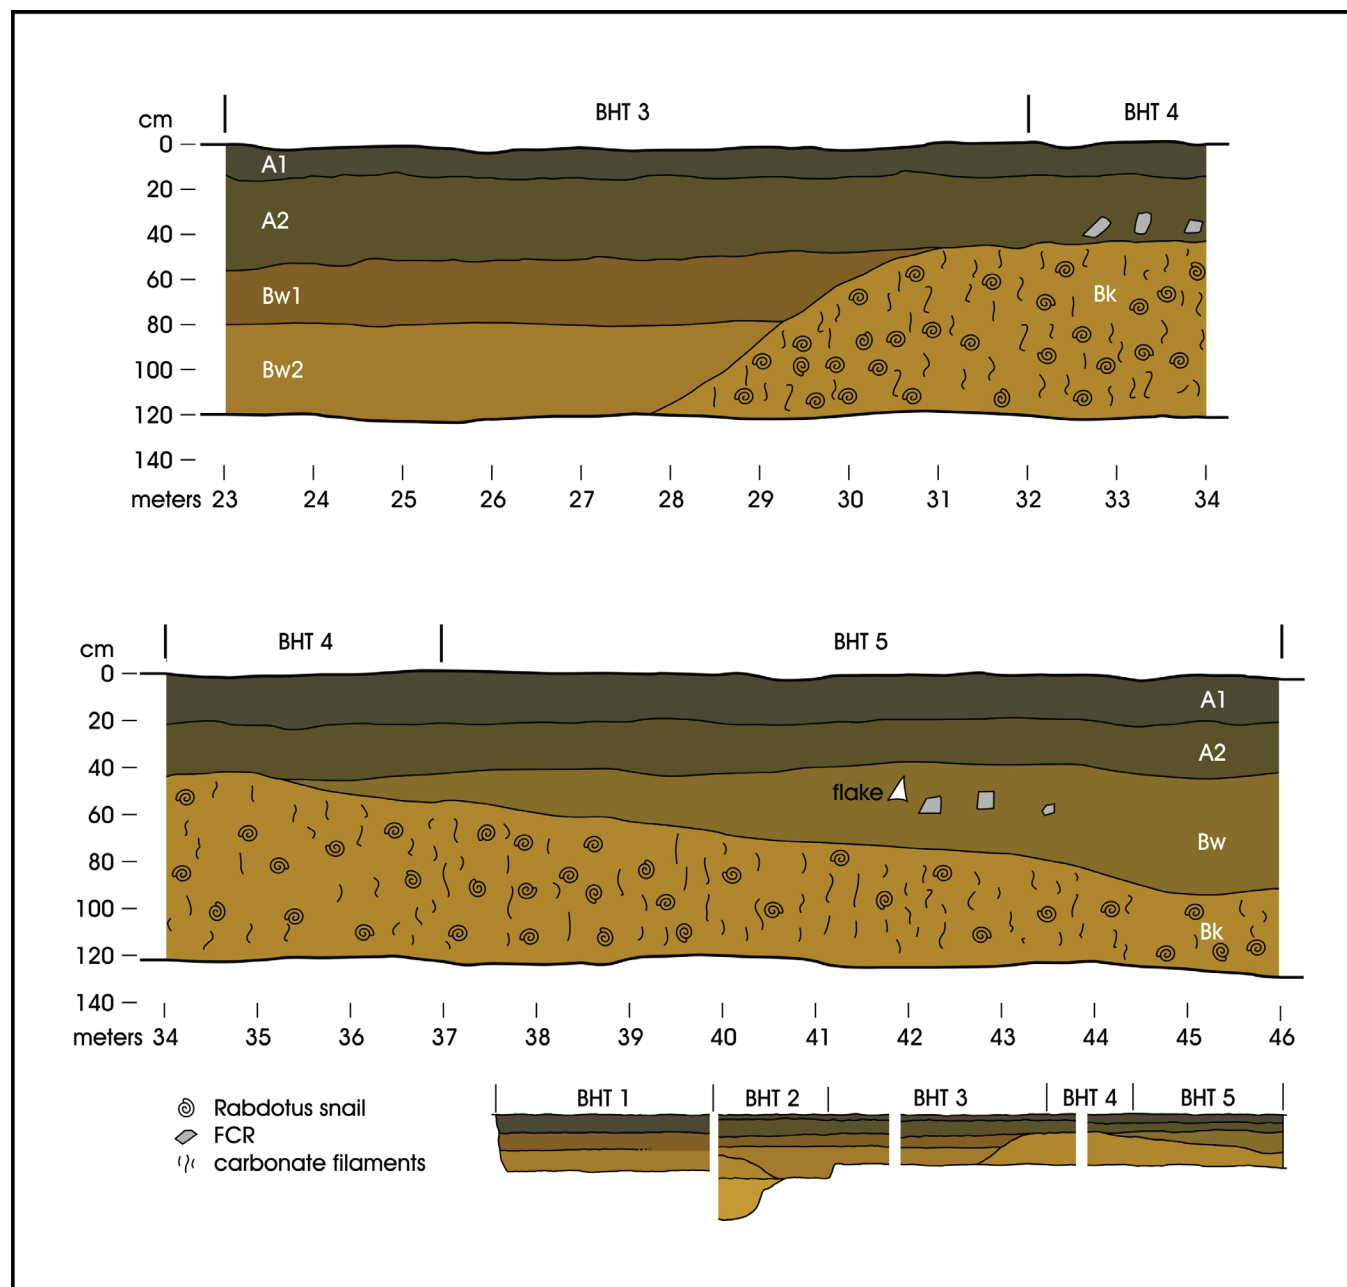 BHT 3 BHT 4
cm
0
20
40
60
80
100
120
140
A1
A2
Bw1
Bw2
Bk
meters 23 24 25 26 27 28 29 30 31 32 33 34
BHT 4 BHT 5
cm
0
20
40
60
80
100
120
140
A1
A2
flake
Bw
Bk
meters 34 35 36 37 38 39 40 41 42 43 44 45 46
BHT 1 BHT 2 BHT 3 BHT 4 BHT 5
Rabdotus snail
FCR
carbonate filaments